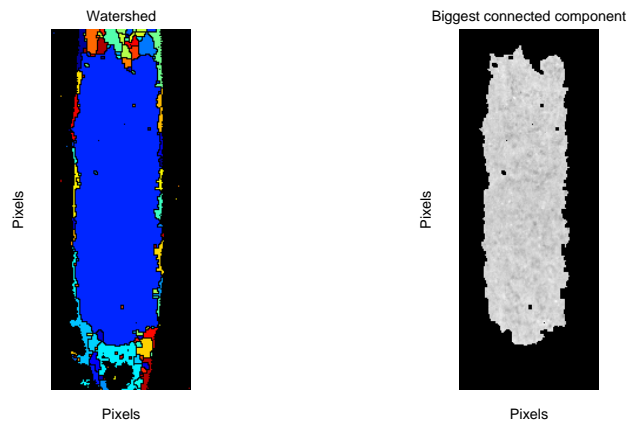 Watershed
Biggest connected component
Pixels
Pixels
Pixels
Pixels